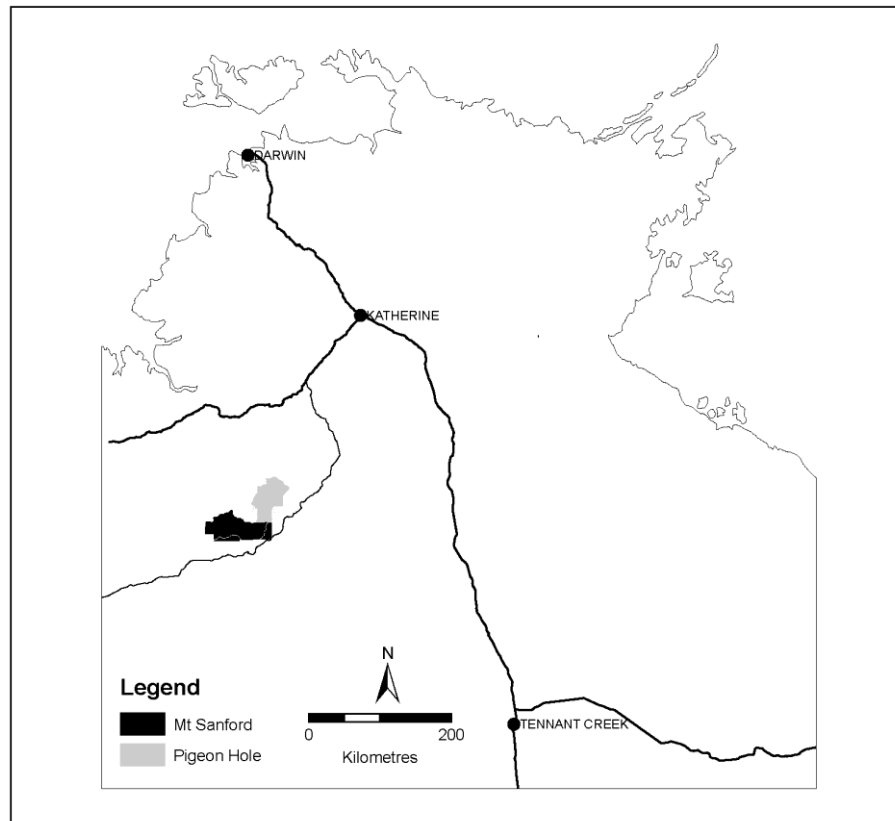 DARWIN
KATHERINE
N
Legend
Mt Sanford
Pigeon Hole
0 200
Kilometres
TENNANT CREEK